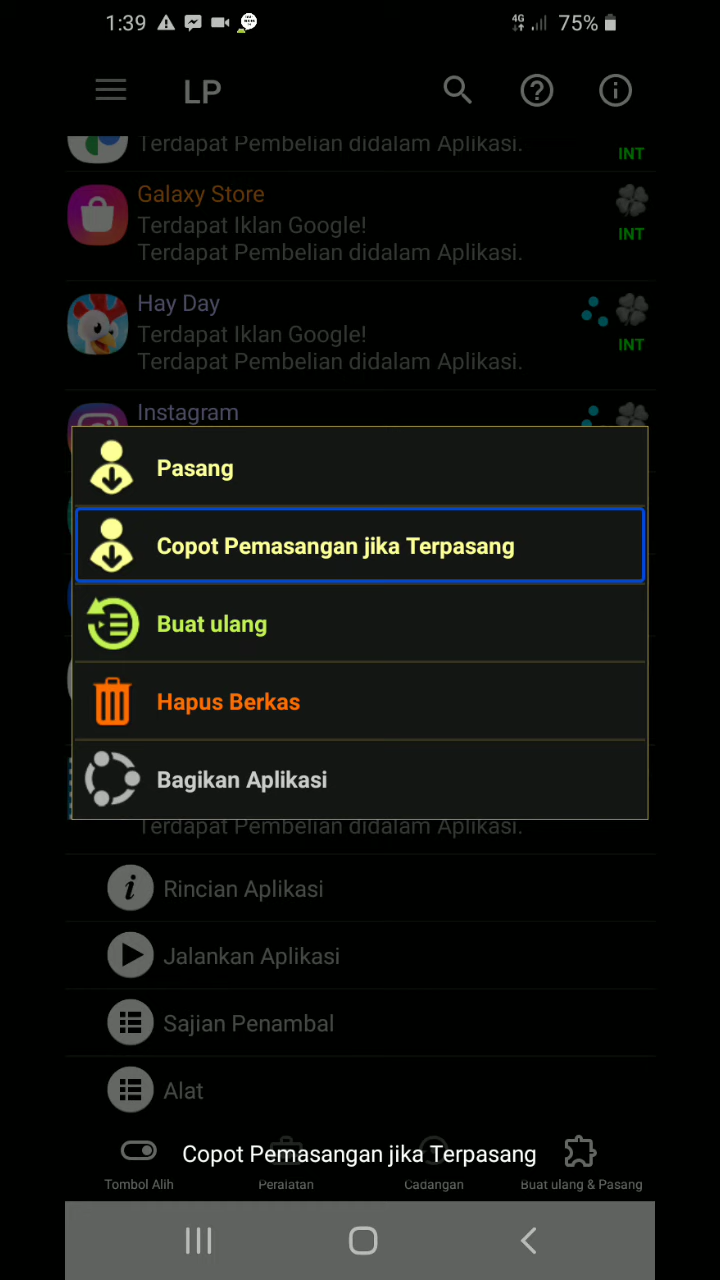 1:39
4G
75%
LP
Terdapat Pembelian didalam Aplikasi.
INT
Galaxy Store
Terdapat Iklan Google!
Terdapat Pembelian didalam Aplikasi.
INT
Hay Day
Terdapat Iklan Google!
Terdapat Pembelian didalam Aplikasi.
INT
Instagram
Pasang
Copot Pemasangan jika Terpasang
Buat ulang
Hapus Berkas
Bagikan Aplikasi
Terdapat Pembelian didalam Aplikasi.
Rincian Aplikasi
Jalankan Aplikasi
Sajian Penambal
Alat
Copot Pemasangan jika Terpasang
Tombol Alih
Peralatan
Cadangan
Buat ulang & Pasang